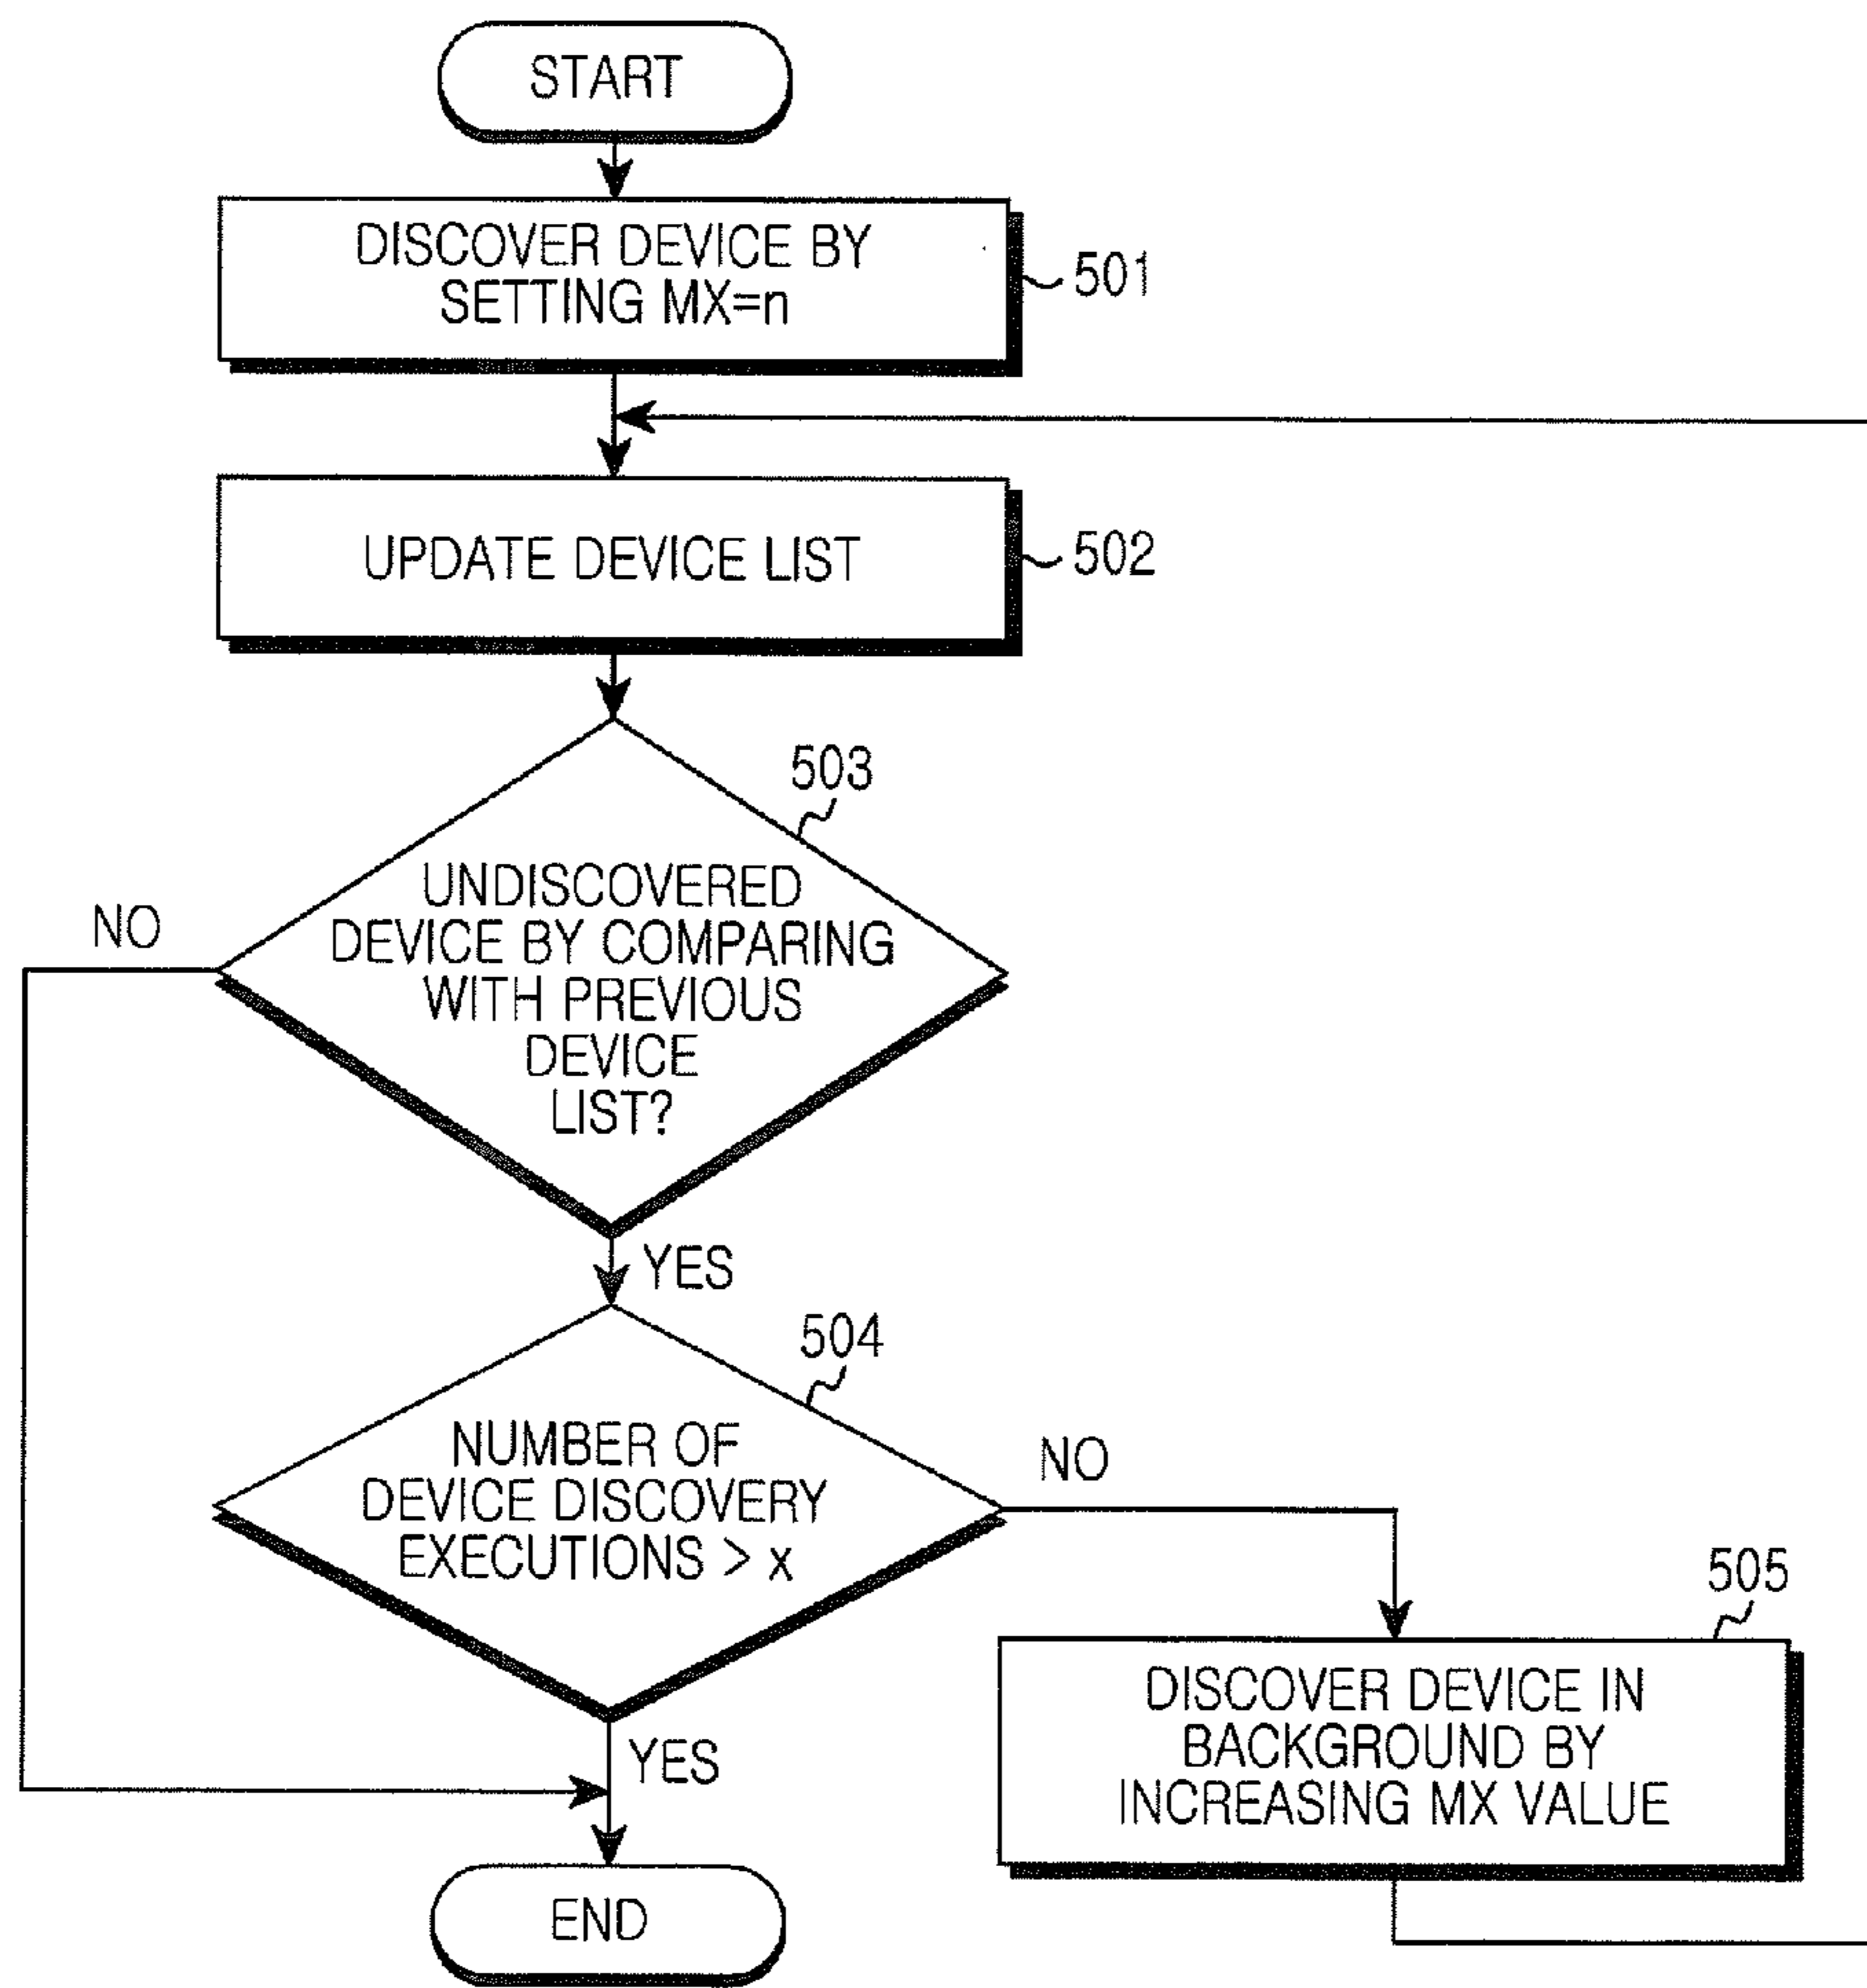 START
DISCOVER DEVICE BY
SETTING MX=n
501
UPDATE DEVICE LIST
502
503
UNDISCOVERED
DEVICE BY COMPARING
WITH PREVIOUS
DEVICE
LIST?
NO
YES
504
NUMBER OF
DEVICE DISCOVERY
EXECUTIONS > x
NO
505
DISCOVER DEVICE IN
BACKGROUND BY
INCREASING MX VALUE
YES
END